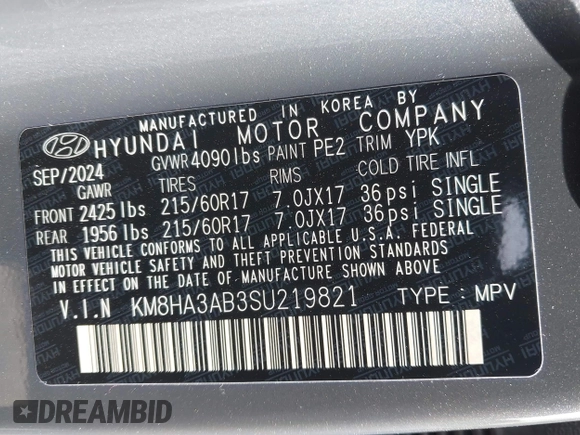 MANUFACTURED IN KOREA BY
HYUNDAI MOTOR COMPANY
SEP/2024 GVWR 4090 lbs PAINT PE2 TRIM YPK
GAWR TIRES RIMS COLD TIRE INFL
FRONT 2425 lbs 215/60R17 7.0JX17 36 psi SINGLE
REAR 1956 lbs 215/60R17 7.0JX17 36 psi SINGLE
THIS VEHICLE CONFORMS TO ALL APPLICABLE U.S.A. FEDERAL
MOTOR VEHICLE SAFETY AND THEFT PREVENTION STANDARDS
IN EFFECT ON THE DATE OF MANUFACTURE SHOWN ABOVE.
V.I.N KM8HA3AB3SU219821 TYPE : MPV
DREAMBID